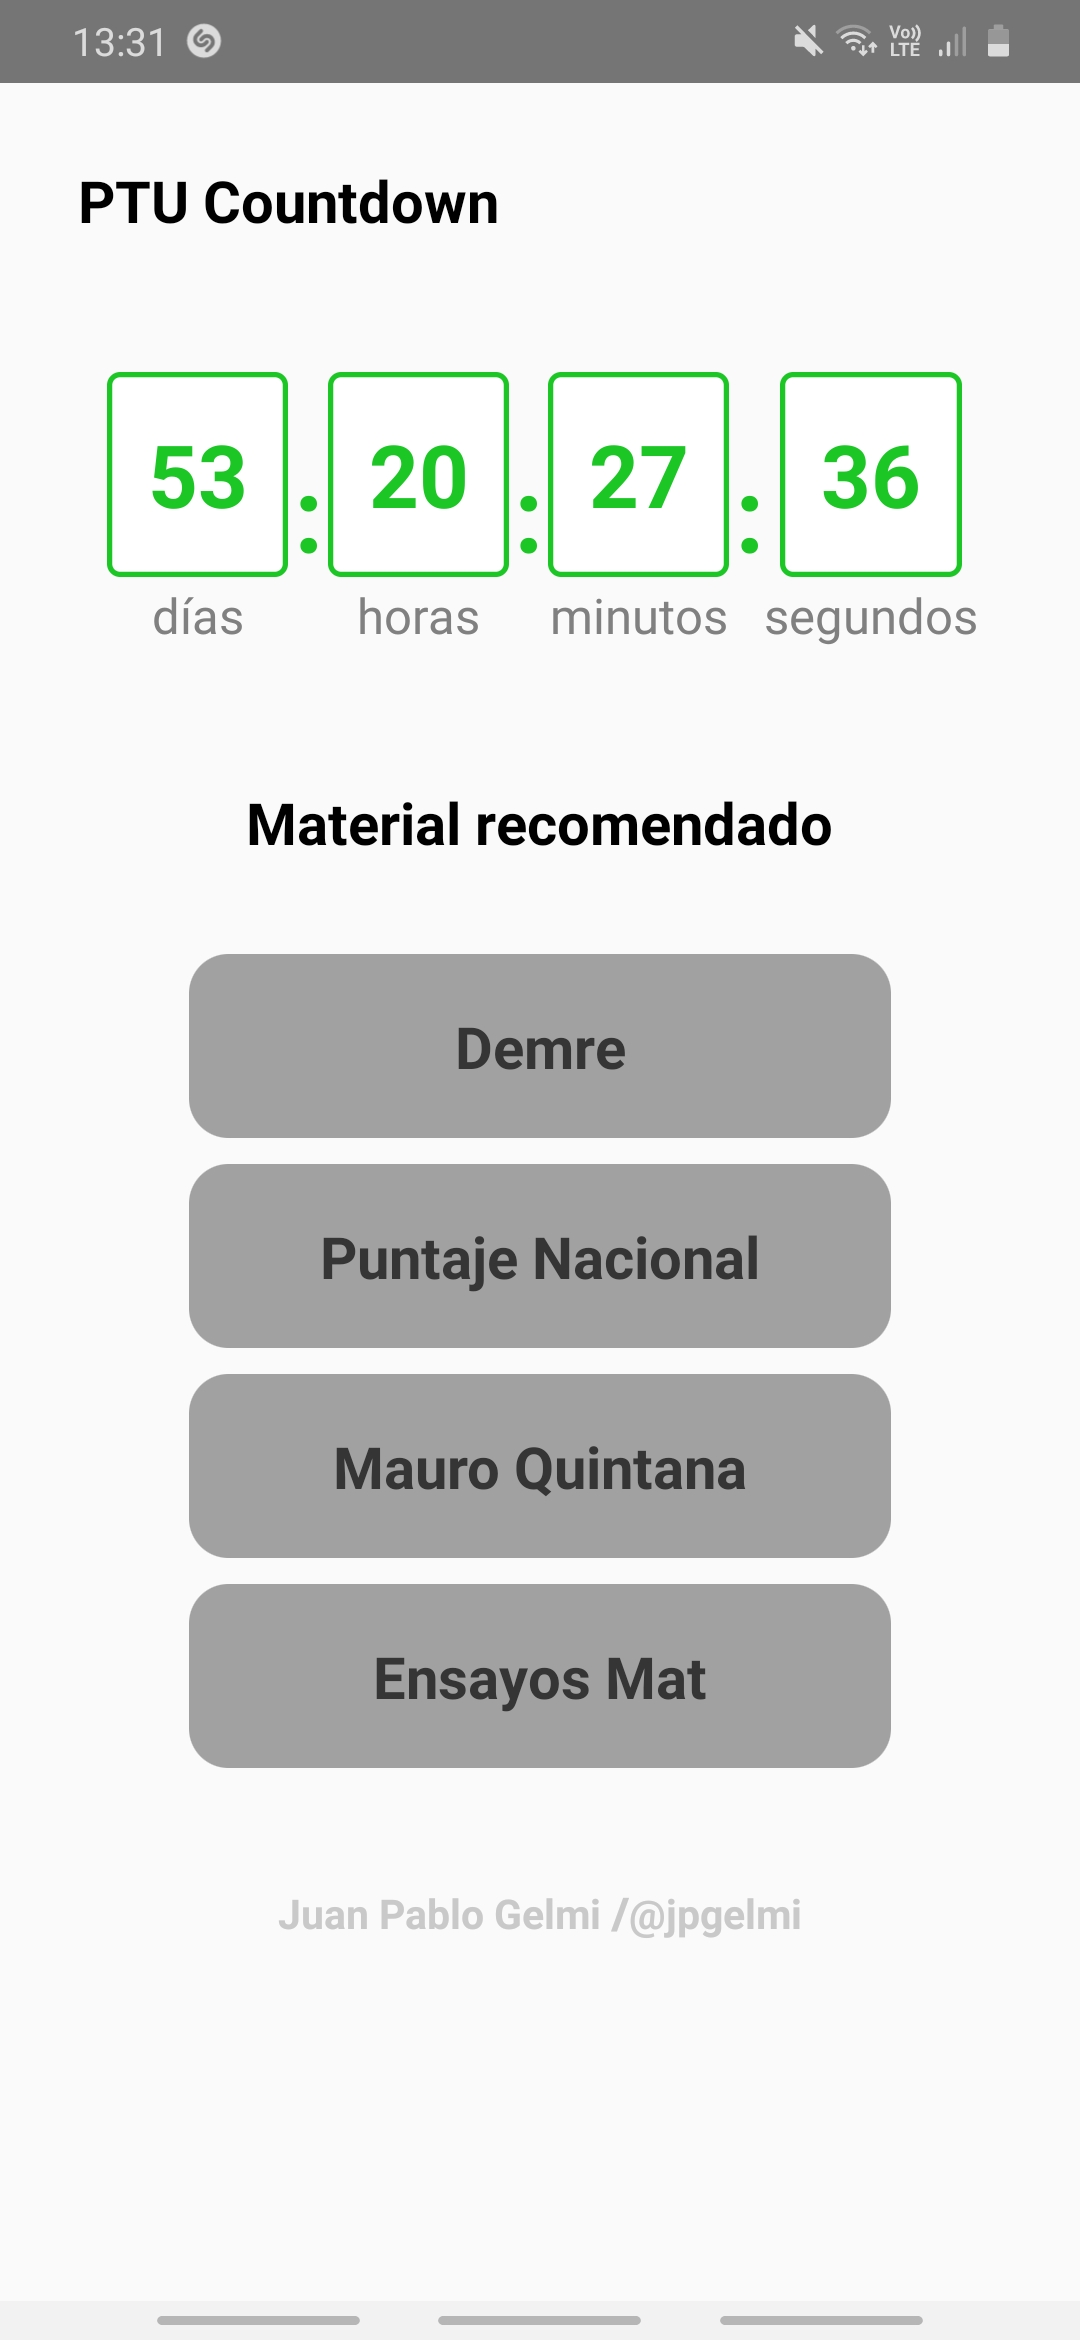 13:31
Vo)) LTE
PTU Countdown
53 : 20 : 27 : 36
días horas minutos segundos
Material recomendado
Demre
Puntaje Nacional
Mauro Quintana
Ensayos Mat
Juan Pablo Gelmi /@jpgelmi